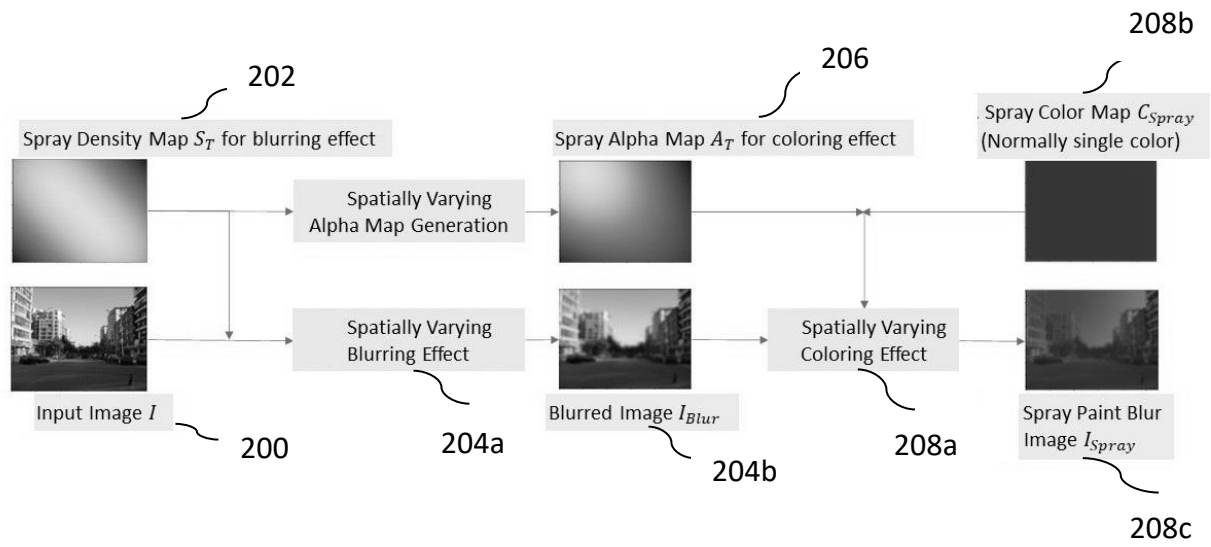 208b
202
206
Spray Density Map S_T for blurring effect
Spray Alpha Map A_T for coloring effect
. Spray Color Map C_Spray
(Normally single color)
Spatially Varying
Alpha Map Generation
Spatially Varying
Blurring Effect
Spatially Varying
Coloring Effect
Input Image I
Blurred Image I_Blur
Spray Paint Blur
Image I_Spray
200
204a
204b
208a
208c